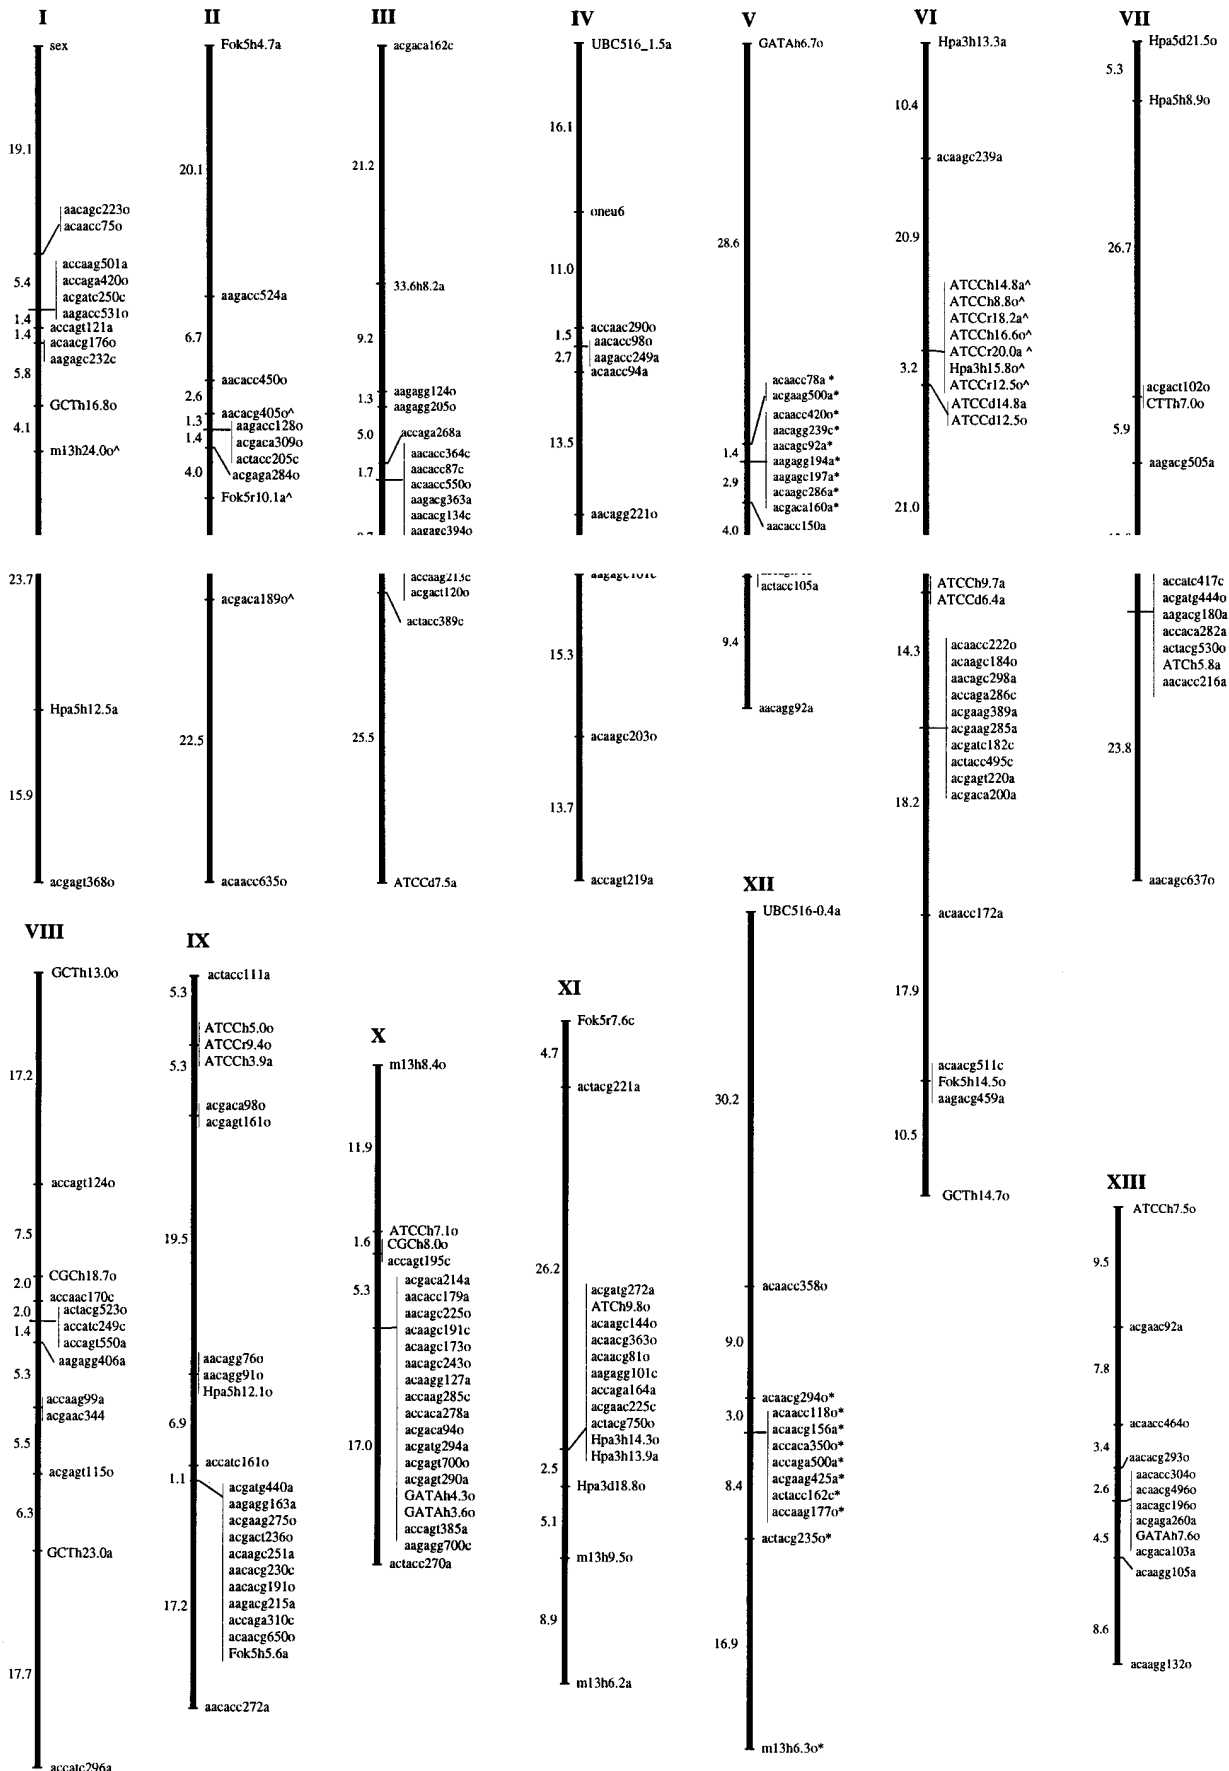 I
sex
19.1
aacagc223o
acaacc75o
5.4
accaag501a
accaga420o
acgatc250c
aagacc531o
1.4
accagt121a
1.4
acaacg176o
aagagc232c
5.8
GCTh16.8o
4.1
m13h24.0o^
23.7
Hpa5h12.5a
15.9
acgagt368o
II
Fok5h4.7a
20.1
aagacc524a
6.7
aacacc450o
2.6
aacacg405o^
1.3
aagacc128o
acgaca309o
actacc205c
1.4
acgaga284o
4.0
Fok5r10.1a^
acgaca189o^
22.5
acaacc635o
III
acgaca162c
21.2
33.6h8.2a
9.2
aagagg124o
1.3
aagagg205o
5.0
accaga268a
1.7
aacacc364c
aacacc87c
acaacc550o
aagacg363a
aacacg134c
aagagc394o
accaag213c
acgact120o
actacc389c
25.5
ATCCd7.5a
IV
UBC516_1.5a
16.1
oneu6
11.0
accaac290o
1.5
aacacc98o
aagacc249a
2.7
acaacc94a
13.5
aacagg221o
aagagc101c
15.3
acaagc203o
13.7
accagt219a
V
GATAh6.7o
28.6
acaacc78a *
acgaag500a*
1.4
acaacc420o*
aacagg239c*
aacagc92a*
aagagg194a*
aagagc197a*
acaagc286a*
acgaca160a*
2.9
aacacc150a
4.0
actacc105a
9.4
aacagg92a
VI
Hpa3h13.3a
10.4
acaagc239a
20.9
ATCCh14.8a^
ATCCh8.8o^
ATCCr18.2a^
ATCCh16.6o^
ATCCr20.0a ^
Hpa3h15.8o^
ATCCr12.5o^
3.2
ATCCd14.8a
ATCCd12.5o
21.0
ATCCh9.7a
ATCCd6.4a
14.3
acaacc222o
acaagc184o
aacagc298a
accaga286c
acgaag389a
acgaag285a
acgatc182c
actacc495c
acgagt220a
acgaca200a
18.2
acaacc172a
17.9
acaacg511c
Fok5h14.5o
aagacg459a
10.5
GCTh14.7o
VII
Hpa5d21.5o
5.3
Hpa5h8.9o
26.7
acgact102o
CTTh7.0o
5.9
aagacg505a
accatc417c
acgatg444o
aagacg180a
accaca282a
actacg530o
ATCh5.8a
aacacc216a
23.8
aacagc637o
VIII
GCTh13.0o
17.2
accagt124o
7.5
CGCh18.7o
2.0
accaac170c
2.0
actacg523o
accatc249c
accagt550a
1.4
aagagg406a
5.3
accaag99a
acgaac344
5.5
acgagt115o
6.3
GCTh23.0a
17.7
accatc296a
IX
actacc111a
5.3
ATCCh5.0o
ATCCr9.4o
ATCCh3.9a
5.3
acgaca98o
acgagt161o
19.5
aacagg76o
aacagg91o
Hpa5h12.1o
6.9
accatc161o
1.1
acgatg440a
aagagg163a
acgaag275o
acgact236o
acaagc251a
aacacg230c
aacacg191o
aagacg215a
accaga310c
acaacg650o
Fok5h5.6a
17.2
aacacc272a
X
m13h8.4o
11.9
ATCCh7.1o
1.6
CGCh8.0o
accagt195c
5.3
acgaca214a
aacacc179a
aacagc225o
acaagc191c
acaagc173o
aacagc243o
acaagg127a
accaag285c
accaca278a
acgaca94o
acgatg294a
acgagt700o
acgagt290a
GATAh4.3o
GATAh3.6o
accagt385a
aagagg700c
17.0
actacc270a
XI
Fok5r7.6c
4.7
actacg221a
26.2
acgatg272a
ATCh9.8o
acaagc144o
acaacg363o
acaacg81o
aagagg101c
accaga164a
acgaac225c
actacg750o
Hpa3h14.3o
Hpa3h13.9a
2.5
Hpa3d18.8o
5.1
m13h9.5o
8.9
m13h6.2a
XII
UBC516-0.4a
30.2
acaacc358o
9.0
acaacg294o*
3.0
acaacc118o*
acaacg156a*
accaca350o*
accaga500a*
acgaag425a*
actacc162c*
accaag177o*
8.4
actacg235o*
16.9
m13h6.3o*
XIII
ATCCh7.5o
9.5
acgaac92a
7.8
acaacc464o
3.4
aacacg293o
2.6
aacacc304o
acaacg496o
aacagc196o
acgaga260a
GATAh7.6o
acgaca103a
4.5
acaagg105a
8.6
acaagg132o